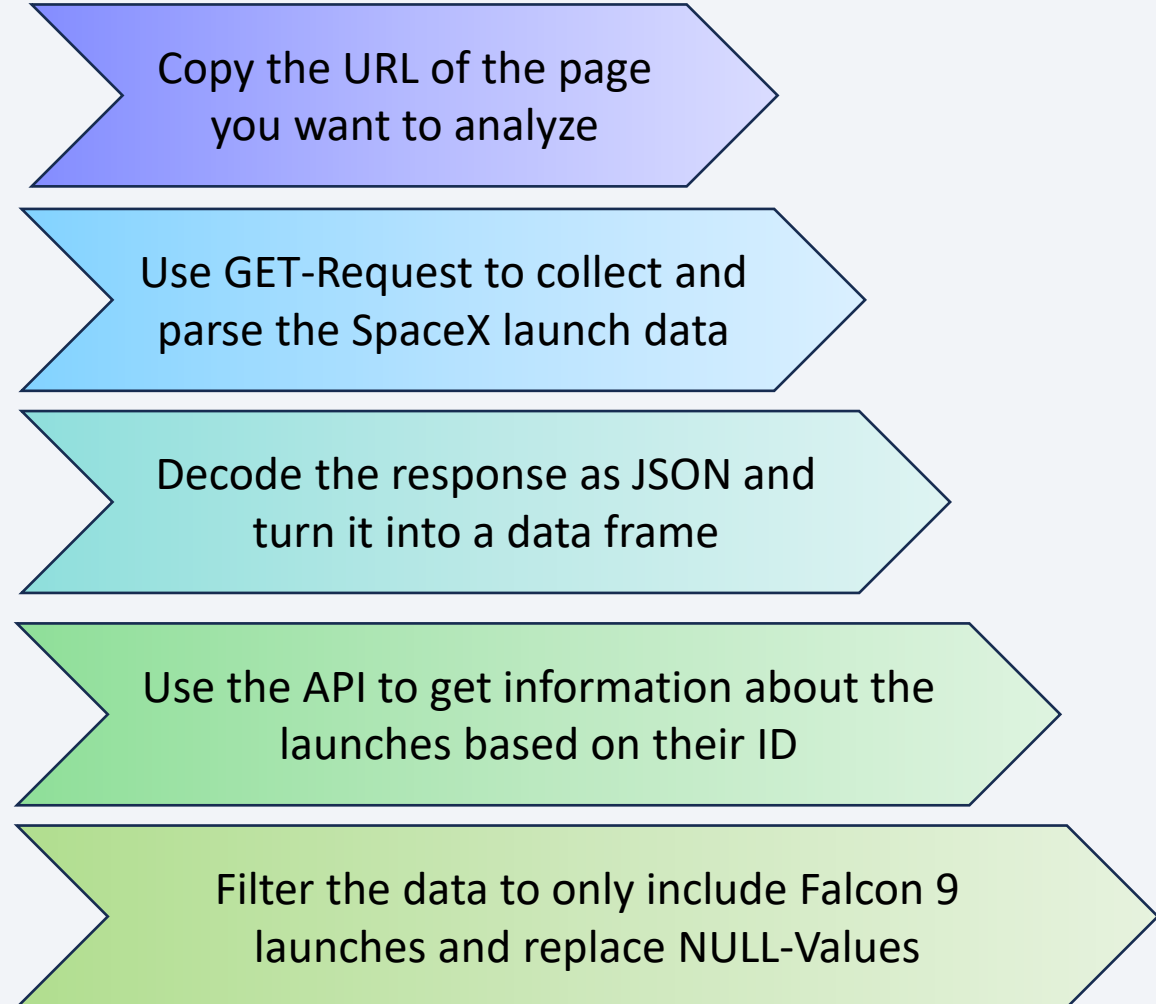 Copy the URL of the page
you want to analyze
Use GET-Request to collect and
parse the SpaceX launch data
Decode the response as JSON and
turn it into a data frame
Use the API to get information about the
launches based on their ID
Filter the data to only include Falcon 9
launches and replace NULL-Values